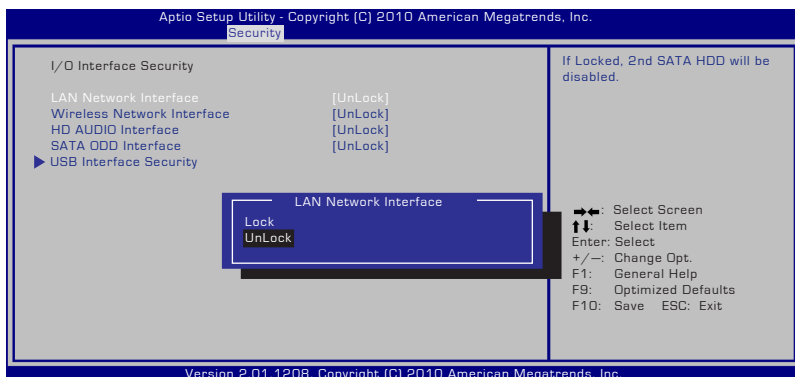 Aptio Setup Utility - Copyright (C) 2010 American Megatrends, Inc.
Security
I/O Interface Security
LAN Network Interface [UnLock]
Wireless Network Interface [UnLock]
HD AUDIO Interface [UnLock]
SATA ODD Interface [UnLock]
USB Interface Security
LAN Network Interface
Lock
UnLock
If Locked, 2nd SATA HDD will be
disabled.
→←: Select Screen
↑↓: Select Item
Enter: Select
+/—: Change Opt.
F1: General Help
F9: Optimized Defaults
F10: Save ESC: Exit
Version 2.01.1208. Copyright (C) 2010 American Megatrends, Inc.